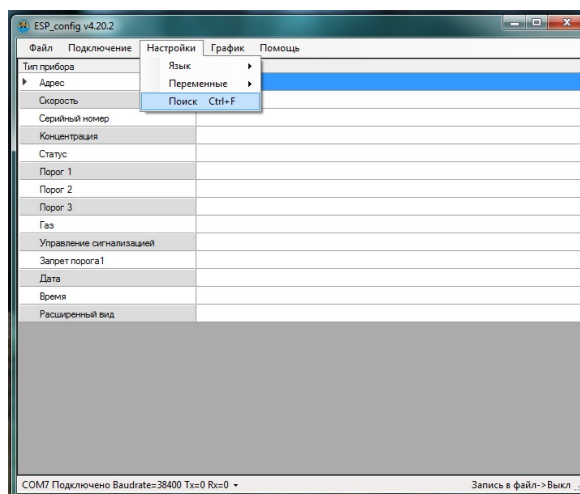 ESP_config v4.20.2
Файл Подключение Настройки График Помощь
Тип прибора
Язык
Адрес
Переменные
Скорость
Поиск Ctrl+F
Серийный номер
Концентрация
Статус
Порог 1
Порог 2
Порог 3
Газ
Управление сигнализацией
Запрет порога1
Дата
Время
Расширенный вид
COM7 Подключено Baudrate=38400 Tx=0 Rx=0 Запись в файл->Выкл